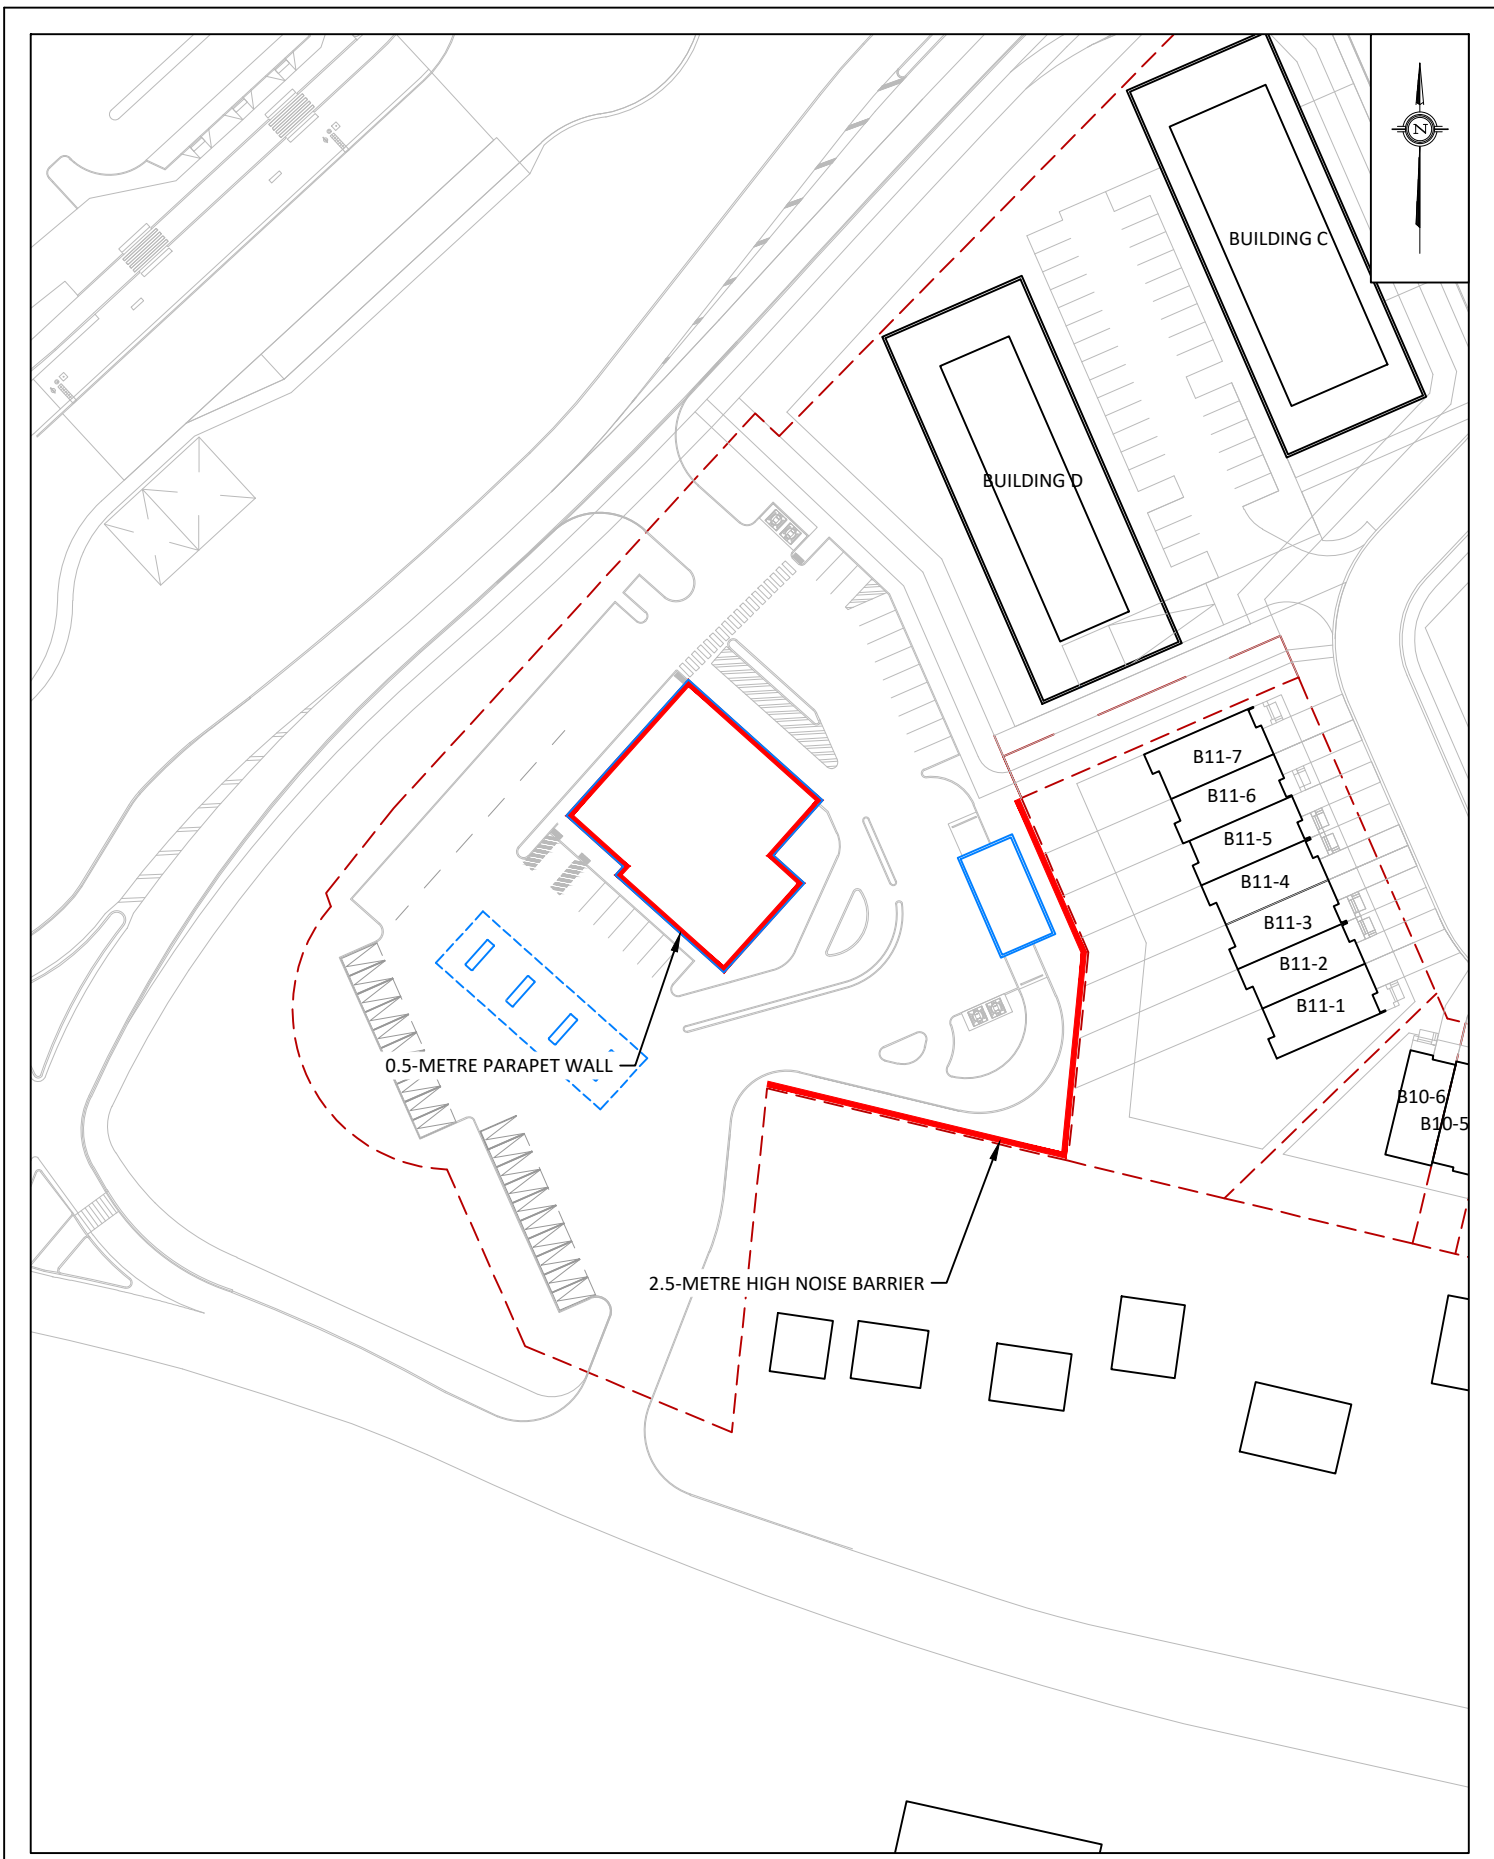 N
BUILDING C
BUILDING D
B11-7
B11-6
B11-5
B11-4
B11-3
B11-2
B11-1
0.5-METRE PARAPET WALL
B10-6
B10-5
2.5-METRE HIGH NOISE BARRIER